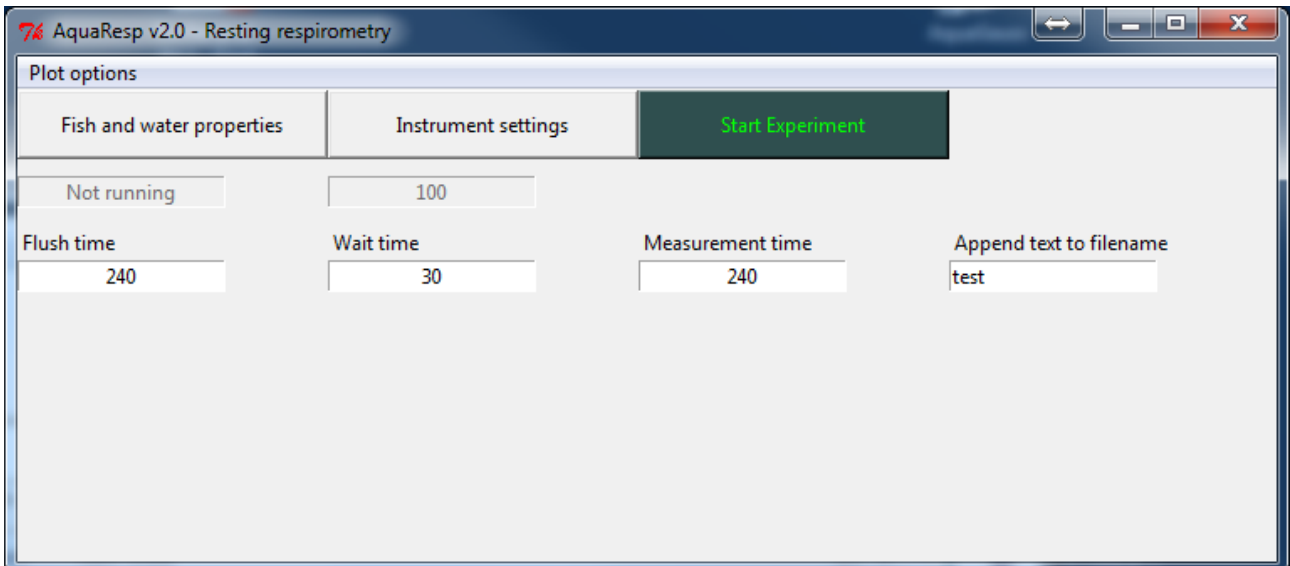 AquaResp v2.0 - Resting respirometry
Plot options
Fish and water properties Instrument settings Start Experiment
Not running 100
Flush time Wait time Measurement time Append text to filename
240 30 240 test